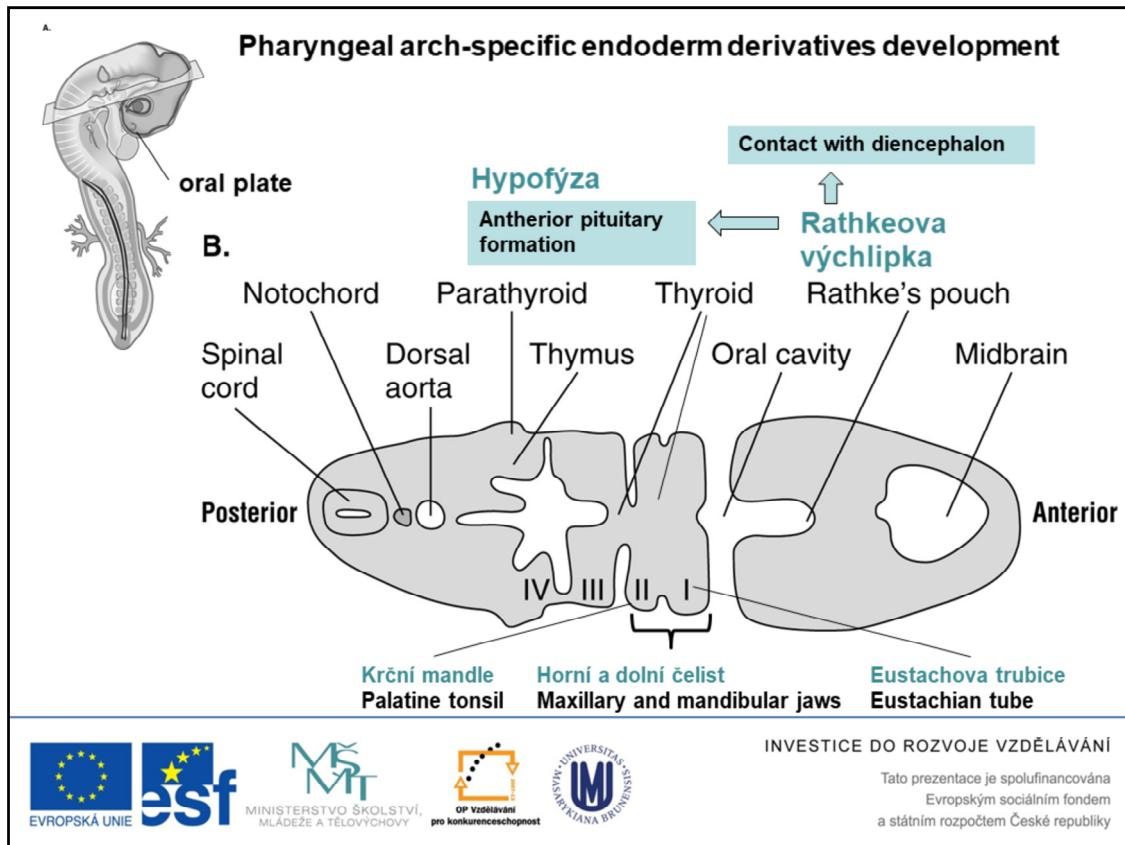 A.
Pharyngeal arch-specific endoderm derivatives development
oral plate
Contact with diencephalon
Hypofýza
Antherior pituitary
formation
Rathkeova
výchlipka
B.
Notochord
Parathyroid
Thyroid
Rathke's pouch
Spinal
cord
Dorsal
aorta
Thymus
Oral cavity
Midbrain
Posterior
Anterior
IV III II I
Krční mandle
Palatine tonsil
Horní a dolní čelist
Maxillary and mandibular jaws
Eustachova trubice
Eustachian tube
EVROPSKÁ UNIE
esf
MŠMT
MINISTERSTVO ŠKOLSTVÍ,
MLÁDEŽE A TĚLOVÝCHOVY
OP Vzdělávání
pro konkurenceschopnost
UNIVERSITAS
MASARYKIANA BRUNENSIS
INVESTICE DO ROZVOJE VZDĚLÁVÁNÍ
Tato prezentace je spolufinancována
Evropským sociálním fondem
a státním rozpočtem České republiky